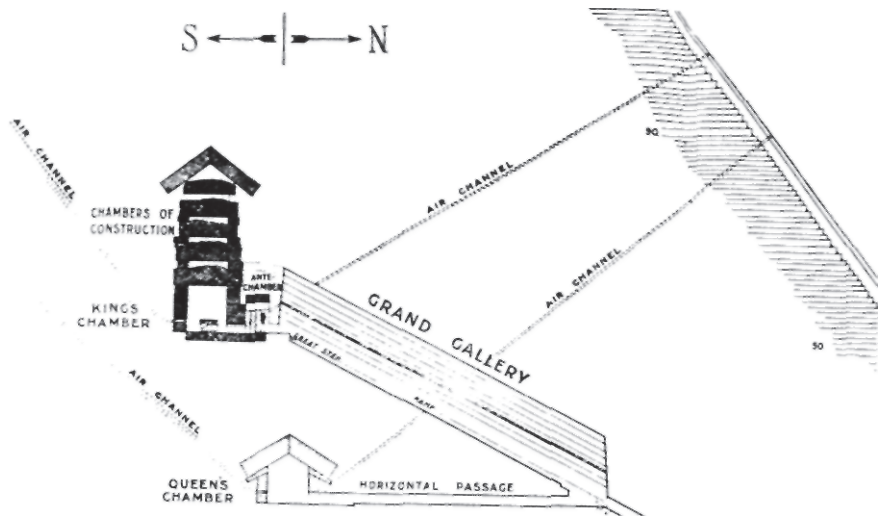 S N
AIR CHANNEL
CHAMBERS OF
CONSTRUCTION
KINGS
CHAMBER
ANTE-
CHAMBER
AIR CHANNEL
90
AIR CHANNEL
50
GRAND GALLERY
GREAT STEP
RAMP
AIR CHANNEL
QUEENS
CHAMBER
HORIZONTAL PASSAGE